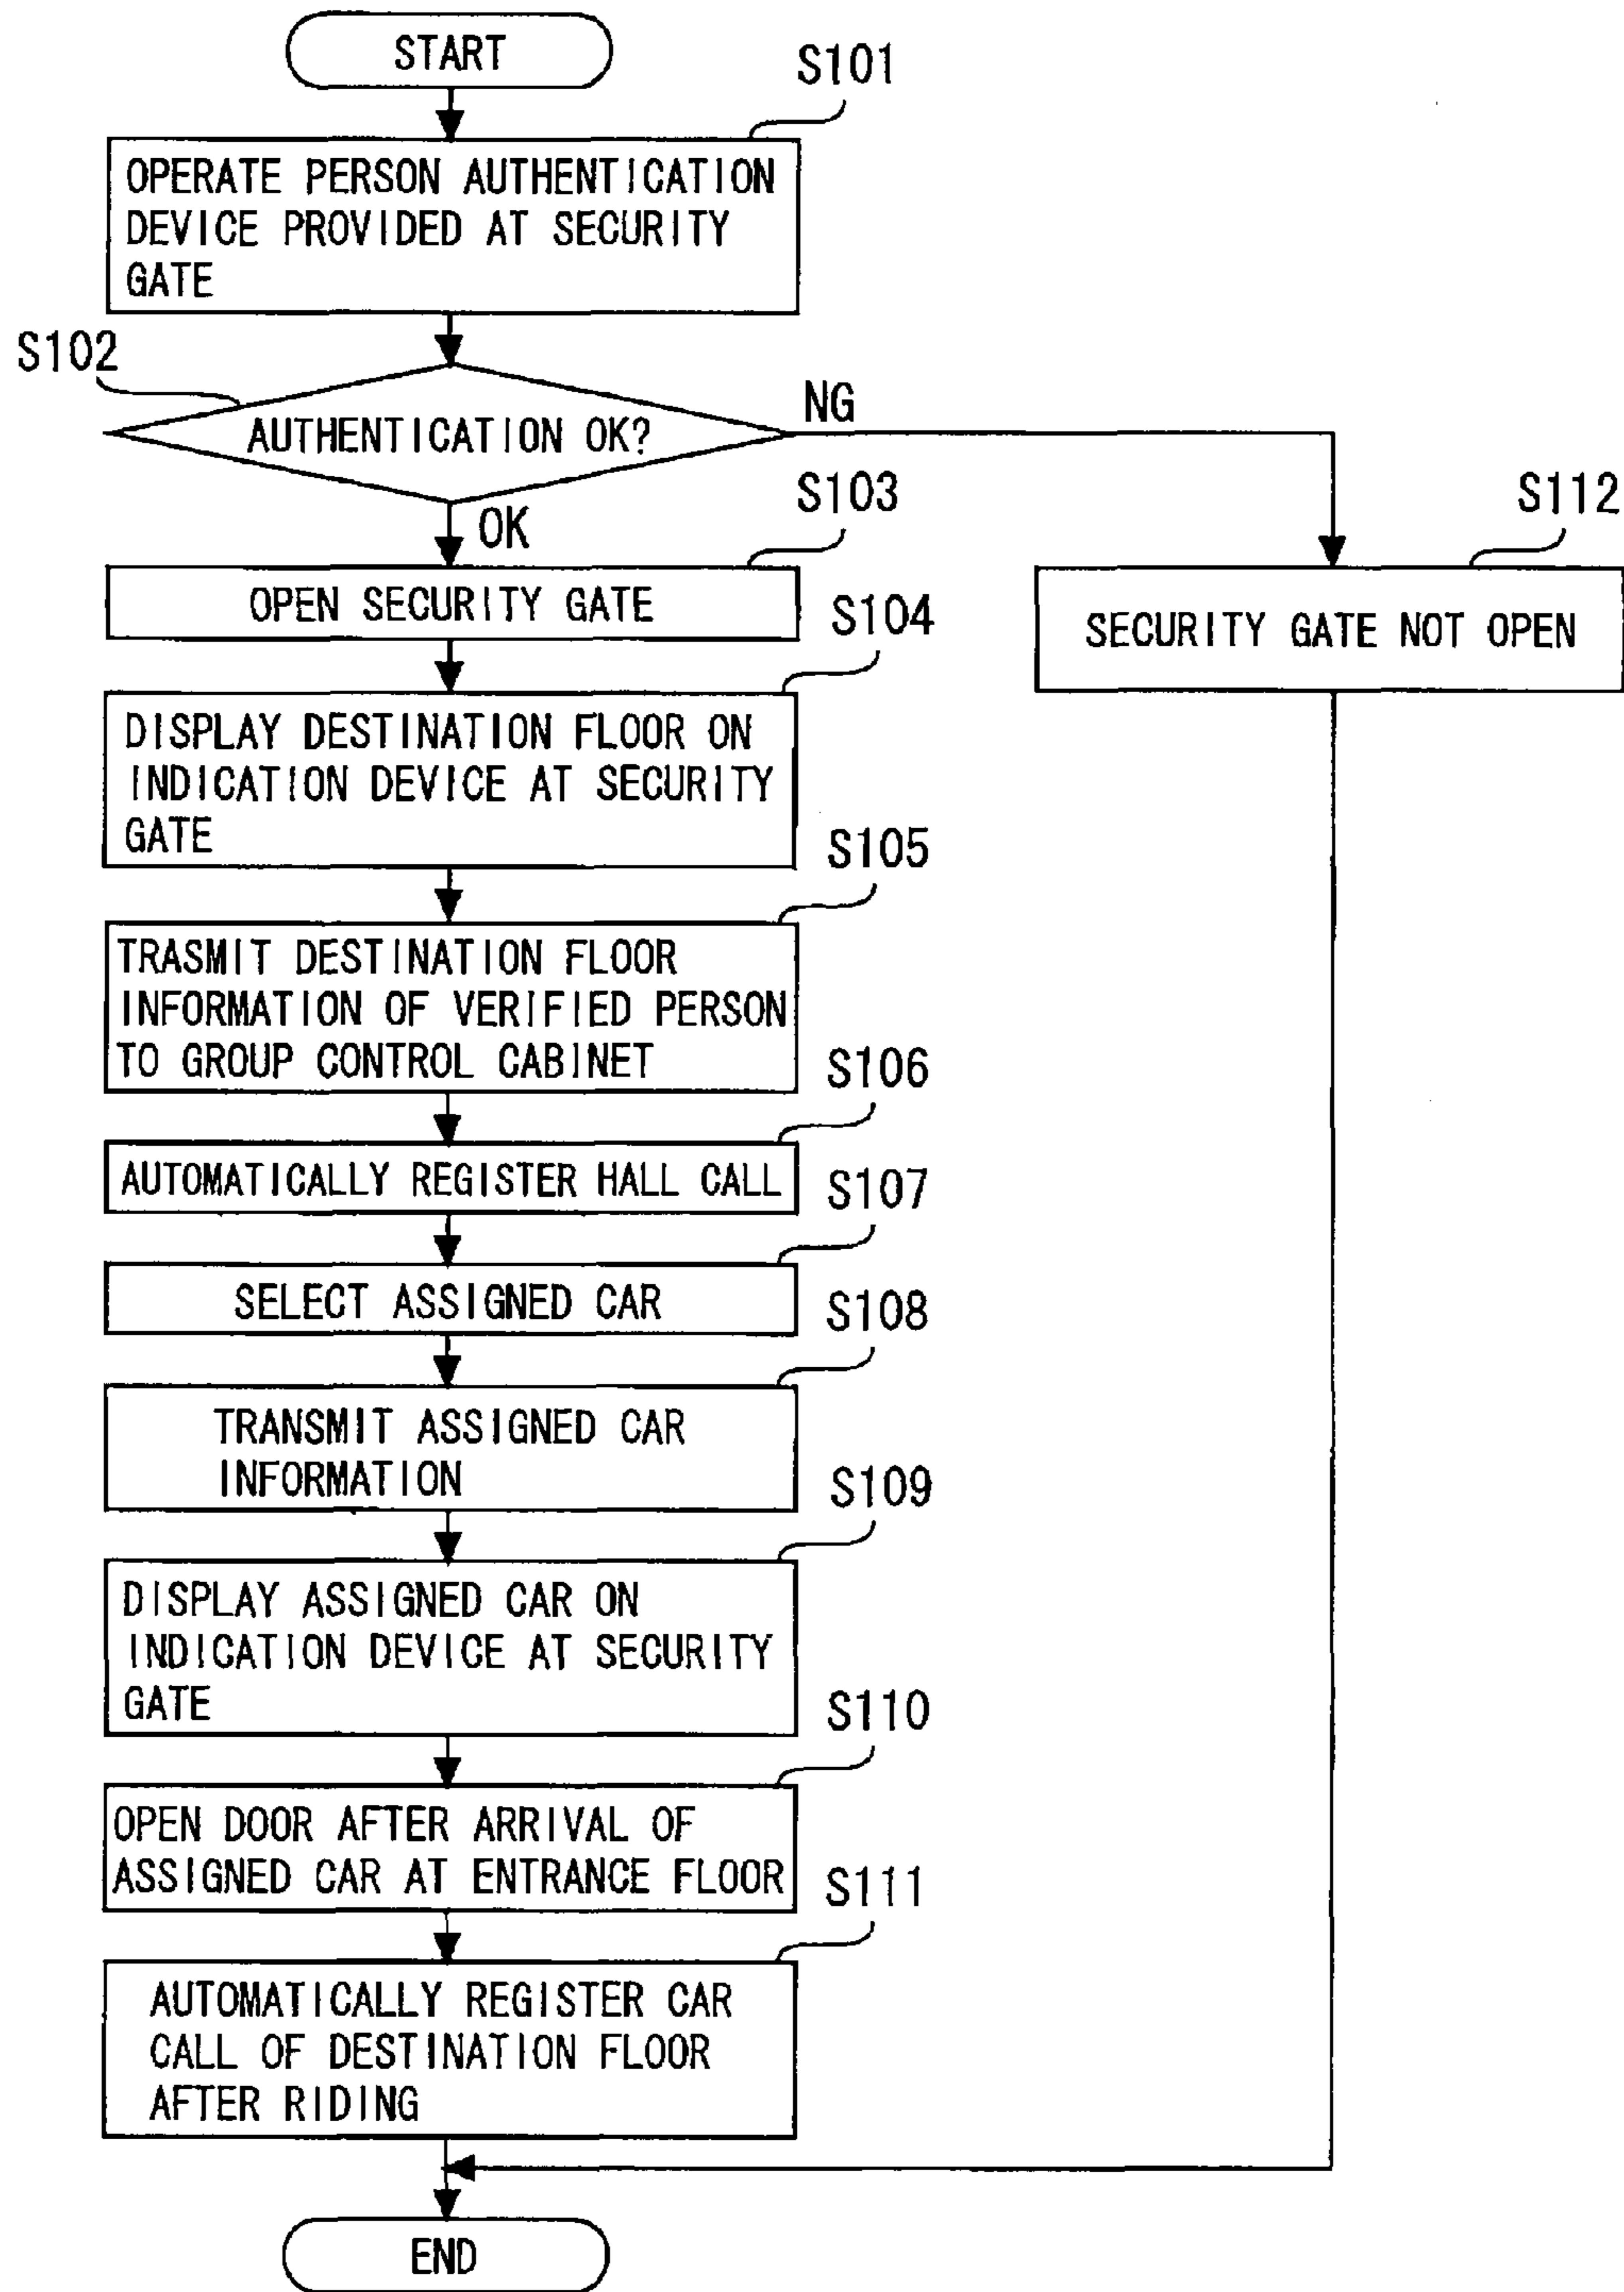 START
S101
OPERATE PERSON AUTHENTICATION
DEVICE PROVIDED AT SECURITY
GATE
S102
AUTHENTICATION OK?
NG
OK
S103
OPEN SECURITY GATE
S112
SECURITY GATE NOT OPEN
S104
DISPLAY DESTINATION FLOOR ON
INDICATION DEVICE AT SECURITY
GATE
S105
TRASMIT DESTINATION FLOOR
INFORMATION OF VERIFIED PERSON
TO GROUP CONTROL CABINET
S106
AUTOMATICALLY REGISTER HALL CALL
S107
SELECT ASSIGNED CAR
S108
TRANSMIT ASSIGNED CAR
INFORMATION
S109
DISPLAY ASSIGNED CAR ON
INDICATION DEVICE AT SECURITY
GATE
S110
OPEN DOOR AFTER ARRIVAL OF
ASSIGNED CAR AT ENTRANCE FLOOR
S111
AUTOMATICALLY REGISTER CAR
CALL OF DESTINATION FLOOR
AFTER RIDING
END